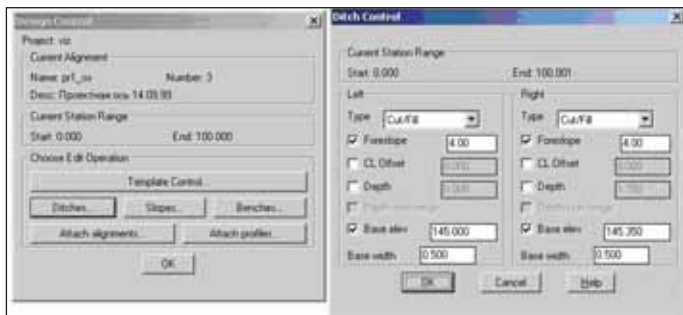 Design Control
Project: viz
Current Alignment
Name: pr1_os Number: 3
Desc: Проектная ось 14.09.99
Current Station Range
Start: 0.000 End: 100.000
Choose Edit Operation
Template Control...
Ditches... Slopes... Benches...
Attach alignments... Attach profiles...
OK
Ditch Control
Current Station Range
Start: 0.000 End: 100.001
Left
Type Cut/Fill
Foreslope 4.00
CL Offset
Depth
Base elev 145.000
Base width 0.500
Right
Type Cut/Fill
Foreslope 4.00
CL Offset
Depth
Base elev 145.350
Base width 0.500
OK Cancel Help